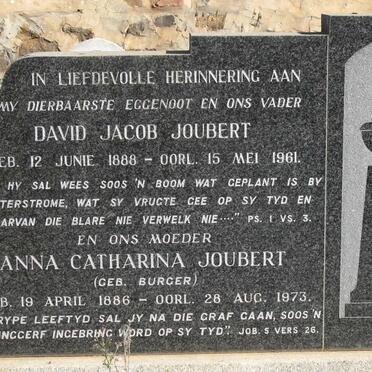 IN LIEFDEVOLLE HERINNERING AAN
MY DIERBAARSTE EGGENOOT EN ONS VADER
DAVID JACOB JOUBERT
EB. 12 JUNIE 1888 – OORL. 15 MEI 1961.
HY SAL WEES SOOS 'N BOOM WAT GEPLANT IS BY
TERSTROME, WAT SY VRUGTE GEE OP SY TYD EN
ARVAN DIE BLARE NIE VERWELK NIE...." PS. 1 VS. 3.
EN ONS MOEDER
ANNA CATHARINA JOUBERT
(GEB. BURGER)
B. 19 APRIL 1886 – OORL. 28 AUG. 1973.
RYPE LEEFTYD SAL JY NA DIE GRAF GAAN, SOOS 'N
INGGERF INGEBRING WORD OP SY TYD". JOB. 5 VERS 26.